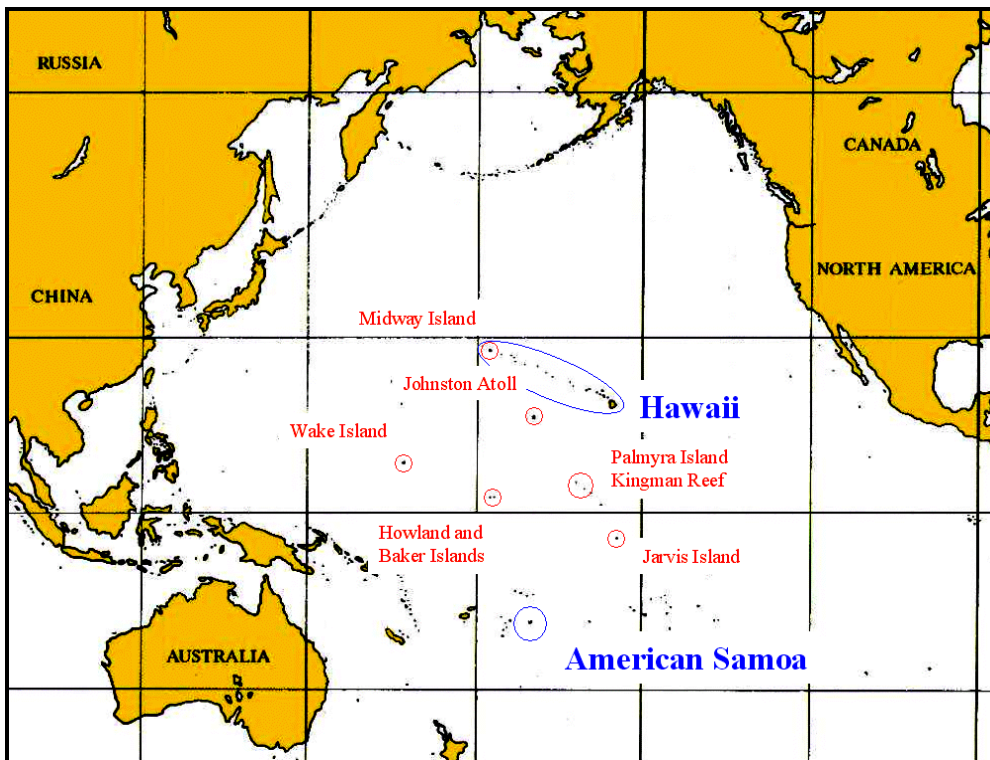 RUSSIA
CANADA
NORTH AMERICA
CHINA
Midway Island
Johnston Atoll
Hawaii
Wake Island
Palmyra Island
Kingman Reef
Howland and
Baker Islands
Jarvis Island
AUSTRALIA
American Samoa